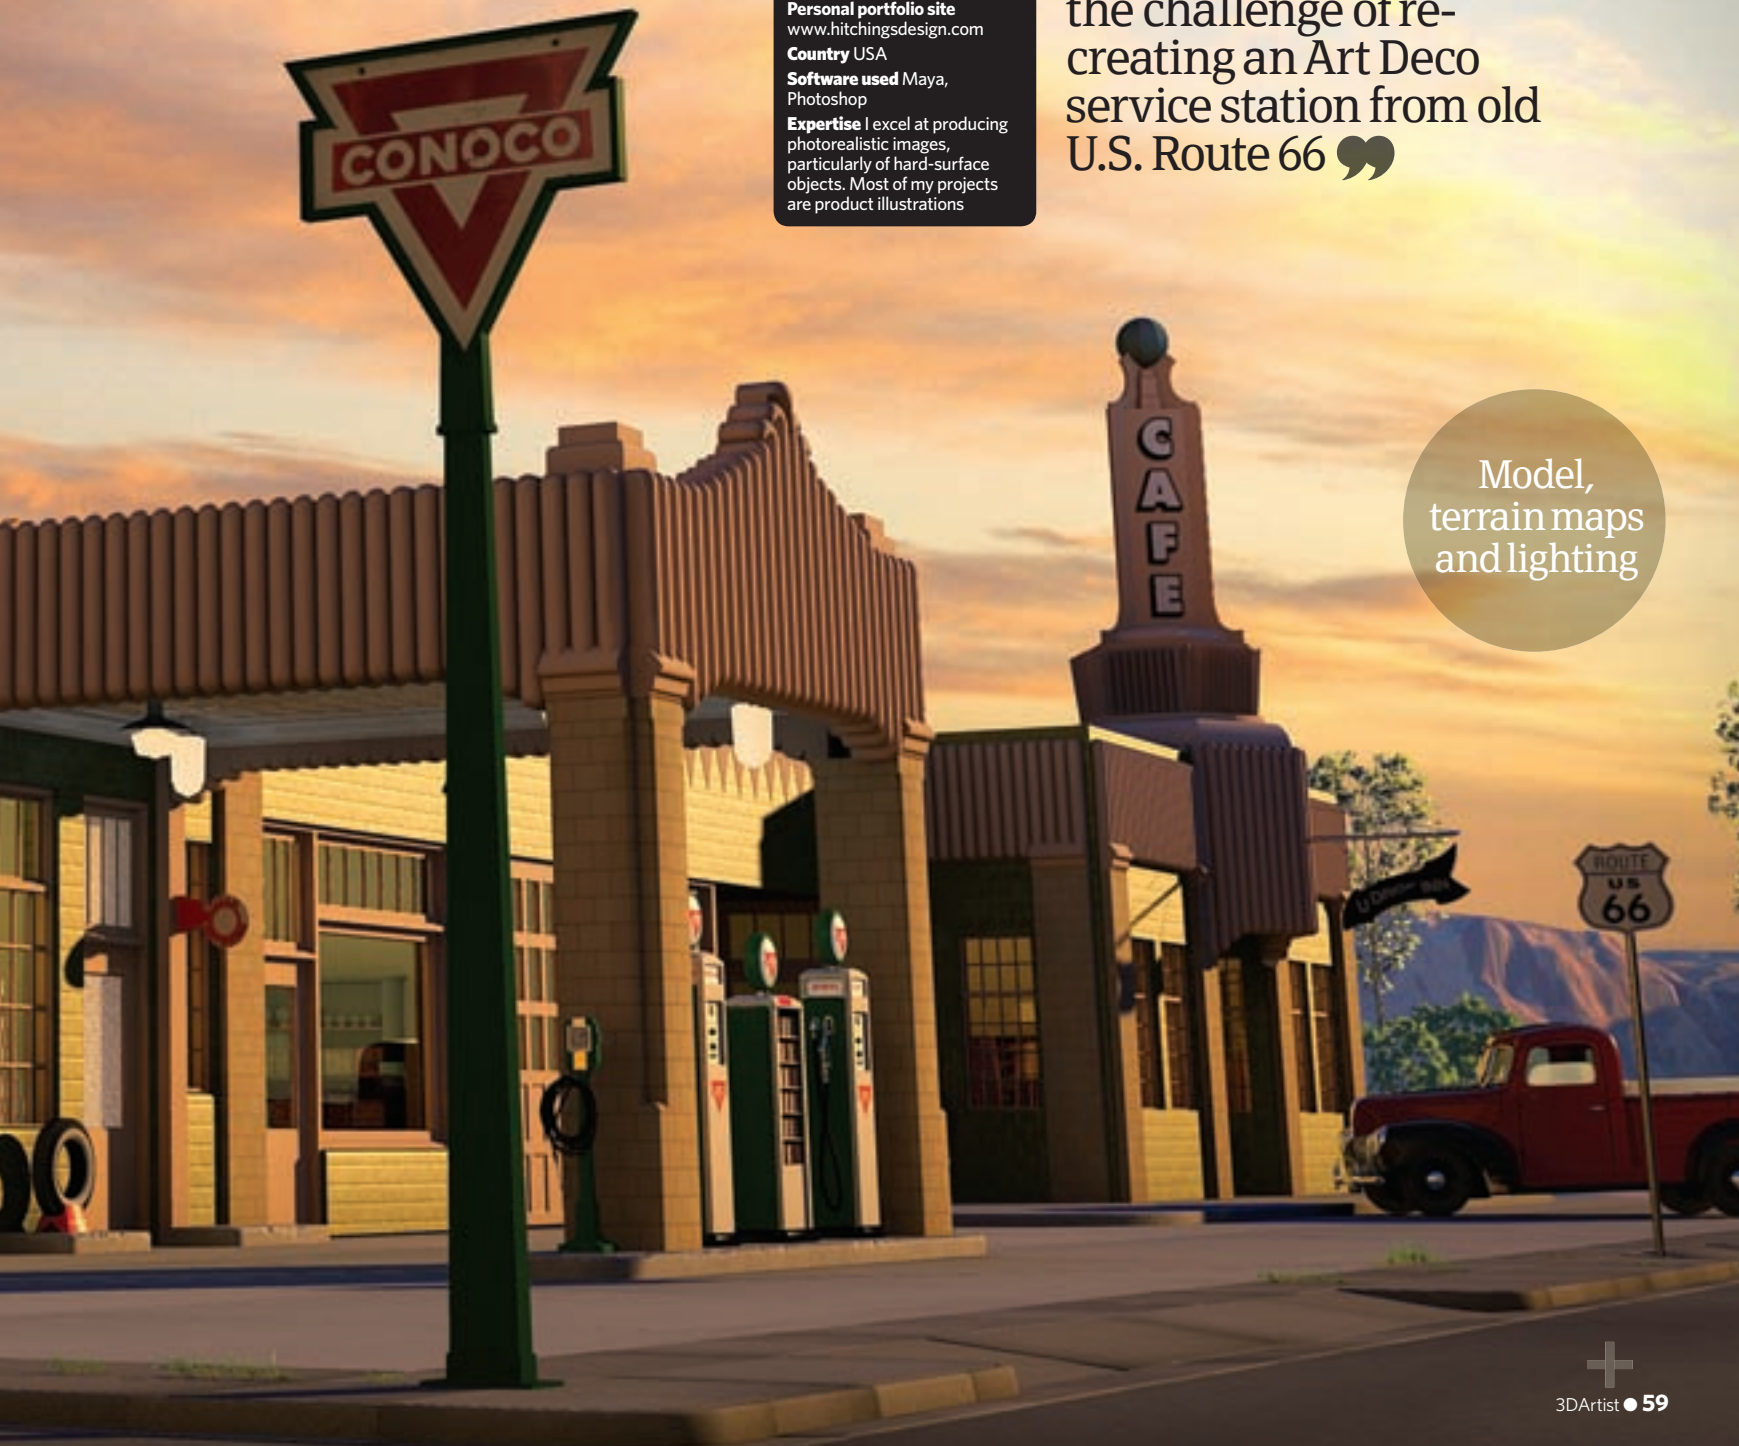 Personal portfolio site
www.hitchingsdesign.com
Country USA
Software used Maya,
Photoshop
Expertise I excel at producing
photorealistic images,
particularly of hard-surface
objects. Most of my projects
are product illustrations
the challenge of re-
creating an Art Deco
service station from old
U.S. Route 66 ”
CONOCO
C
A
F
E
Model,
terrain maps
and lighting
U DROP INN
ROUTE
US
66
3DArtist ● 59